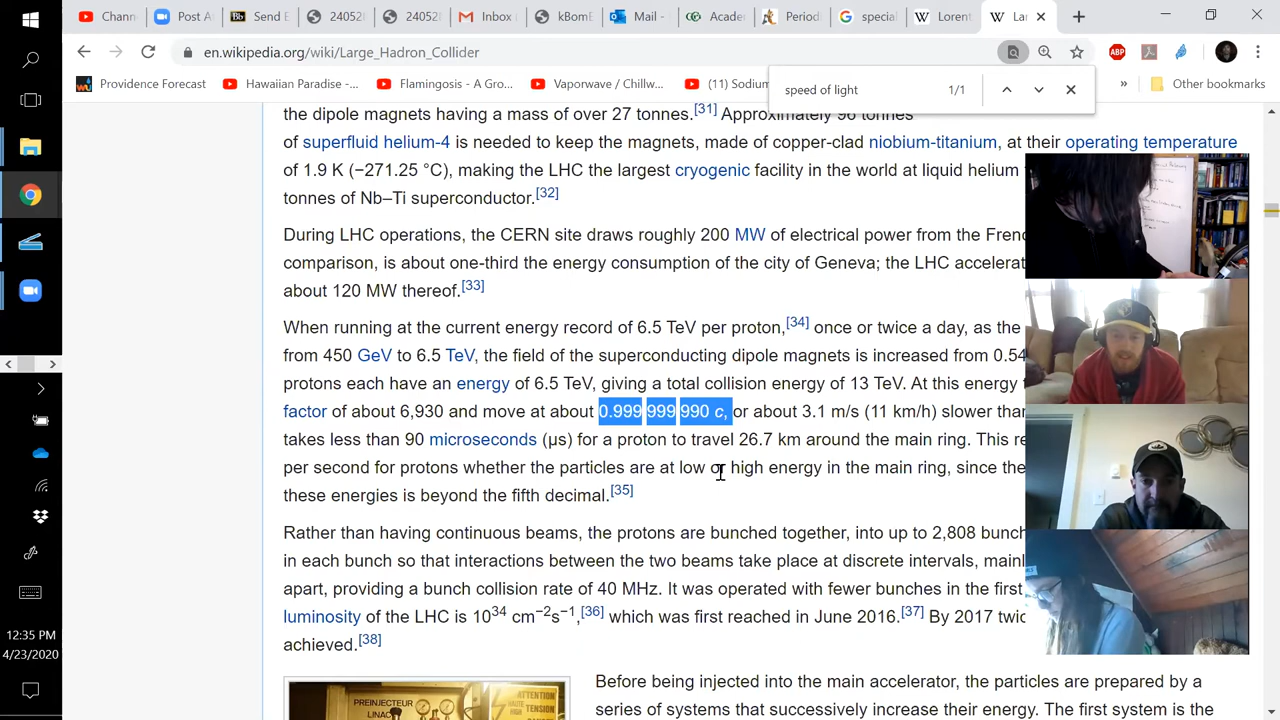 Chann
Post At
Send E
24052
24052
Inbox (
kBomE
Mail -
Acade
Periodi
special
Lorent
Lar
en.wikipedia.org/wiki/Large_Hadron_Collider
Providence Forecast
Hawaiian Paradise -...
Flamingosis - A Gro...
Vaporwave / Chillw...
(11) Sodium
»
Other bookmarks
speed of light 1/1
the dipole magnets having a mass of over 27 tonnes.[31] Approximately 96 tonnes
of superfluid helium-4 is needed to keep the magnets, made of copper-clad niobium-titanium, at their operating temperature
of 1.9 K (−271.25 °C), making the LHC the largest cryogenic facility in the world at liquid helium
tonnes of Nb–Ti superconductor.[32]
During LHC operations, the CERN site draws roughly 200 MW of electrical power from the Fren
comparison, is about one-third the energy consumption of the city of Geneva; the LHC accelerat
about 120 MW thereof.[33]
When running at the current energy record of 6.5 TeV per proton,[34] once or twice a day, as the
from 450 GeV to 6.5 TeV, the field of the superconducting dipole magnets is increased from 0.54
protons each have an energy of 6.5 TeV, giving a total collision energy of 13 TeV. At this energy
factor of about 6,930 and move at about 0.999 999 990 c, or about 3.1 m/s (11 km/h) slower than
takes less than 90 microseconds (μs) for a proton to travel 26.7 km around the main ring. This re
per second for protons whether the particles are at low or high energy in the main ring, since the
these energies is beyond the fifth decimal.[35]
Rather than having continuous beams, the protons are bunched together, into up to 2,808 bunch
in each bunch so that interactions between the two beams take place at discrete intervals, mainl
apart, providing a bunch collision rate of 40 MHz. It was operated with fewer bunches in the first
luminosity of the LHC is 10³⁴ cm⁻²s⁻¹,[36] which was first reached in June 2016.[37] By 2017 twic
achieved.[38]
Before being injected into the main accelerator, the particles are prepared by a
series of systems that successively increase their energy. The first system is the
PREINJECTEUR
LINAC
ATTENTION
12:35 PM
4/23/2020